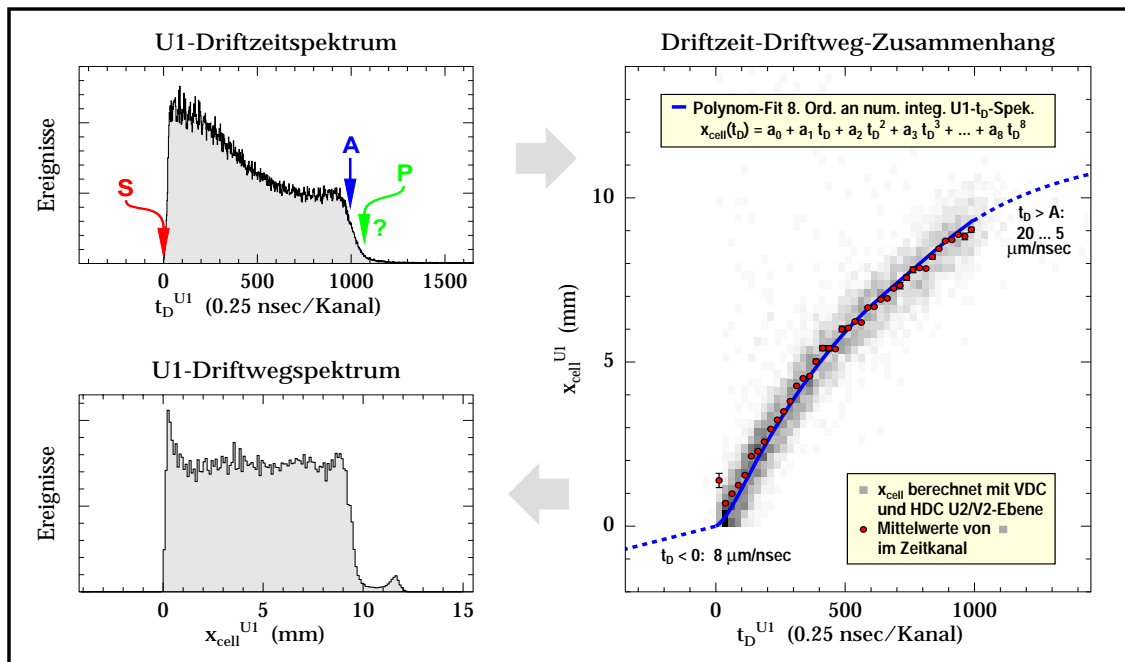 U1-Driftzeitspektrum
Ereignisse
S
A
P
?
0
500
1000
1500
t_D^U1 (0.25 nsec/Kanal)
U1-Driftwegspektrum
Ereignisse
0
5
10
15
x_cell^U1 (mm)
Driftzeit-Driftweg-Zusammenhang
Polynom-Fit 8. Ord. an num. integ. U1-t_D-Spek.
x_cell(t_D) = a_0 + a_1 t_D + a_2 t_D^2 + a_3 t_D^3 + ... + a_8 t_D^8
10
5
0
x_cell^U1 (mm)
t_D > A:
20 ... 5
µm/nsec
x_cell berechnet mit VDC
und HDC U2/V2-Ebene
Mittelwerte von
im Zeitkanal
t_D < 0: 8 µm/nsec
0
500
1000
t_D^U1 (0.25 nsec/Kanal)